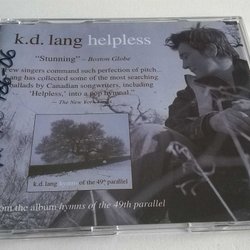 k.d. lang helpless
"Stunning" – Boston Globe
"Few singers command such perfection of pitch...
lang has collected some of the most searching
ballads by Canadian songwriters, including
'Helpless,' into a pop hymnal."
– The New York Times
k.d. lang hymns of the 49th parallel
from the album hymns of the 49th parallel